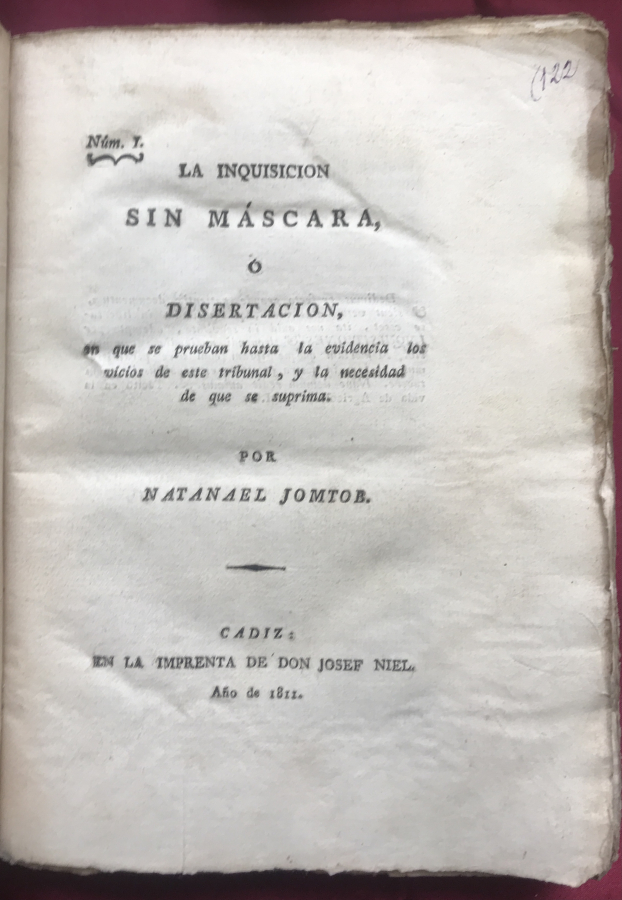 (122
Núm. I.
LA INQUISICION
SIN MÁSCARA,
Ó
DISERTACION,
en que se prueban hasta la evidencia los
vicios de este tribunal, y la necesidad
de que se suprima.
POR
NATANAEL JOMTOB.
CADIZ:
EN LA IMPRENTA DE DON JOSEF NIEL.
Año de 1811.